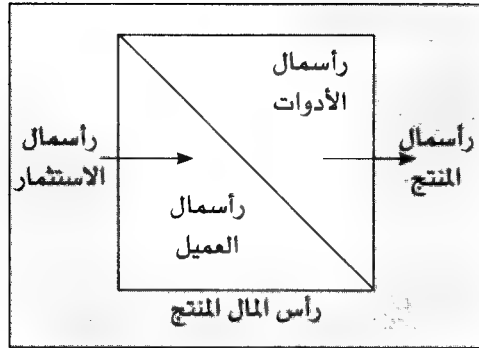 رأسمال
الأدوات
رأسمال
المنتج
رأسمال
الاستثمار
رأسمال
العميل
رأس المال المنتج